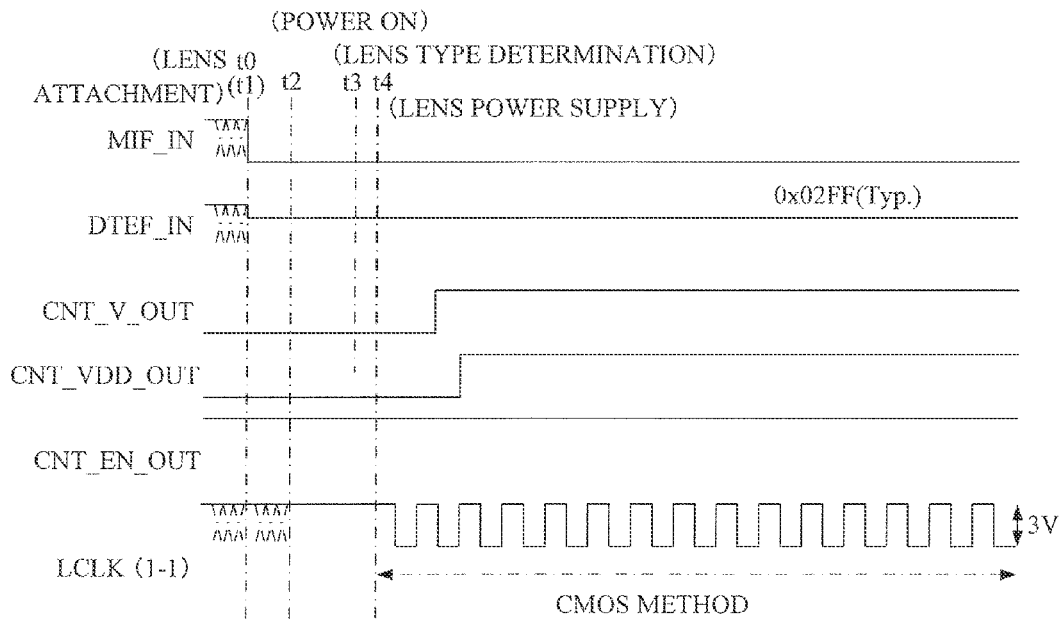 (POWER ON)
(LENS t0 (LENS TYPE DETERMINATION)
ATTACHMENT) (t1) t2 t3 t4
(LENS POWER SUPPLY)
MIF_IN
0x02FF(Typ.)
DTEF_IN
CNT_V_OUT
CNT_VDD_OUT
CNT_EN_OUT
3V
LCLK (1-1)
CMOS METHOD